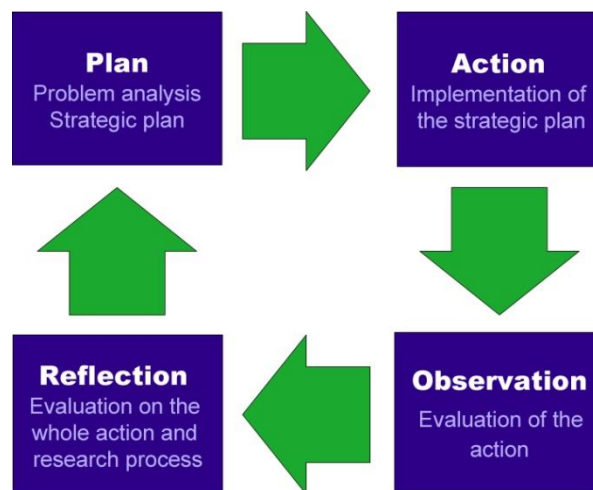 Plan
Problem analysis
Strategic plan
Action
Implementation of
the strategic plan
Reflection
Evaluation on the
whole action and
research process
Observation
Evaluation of the
action